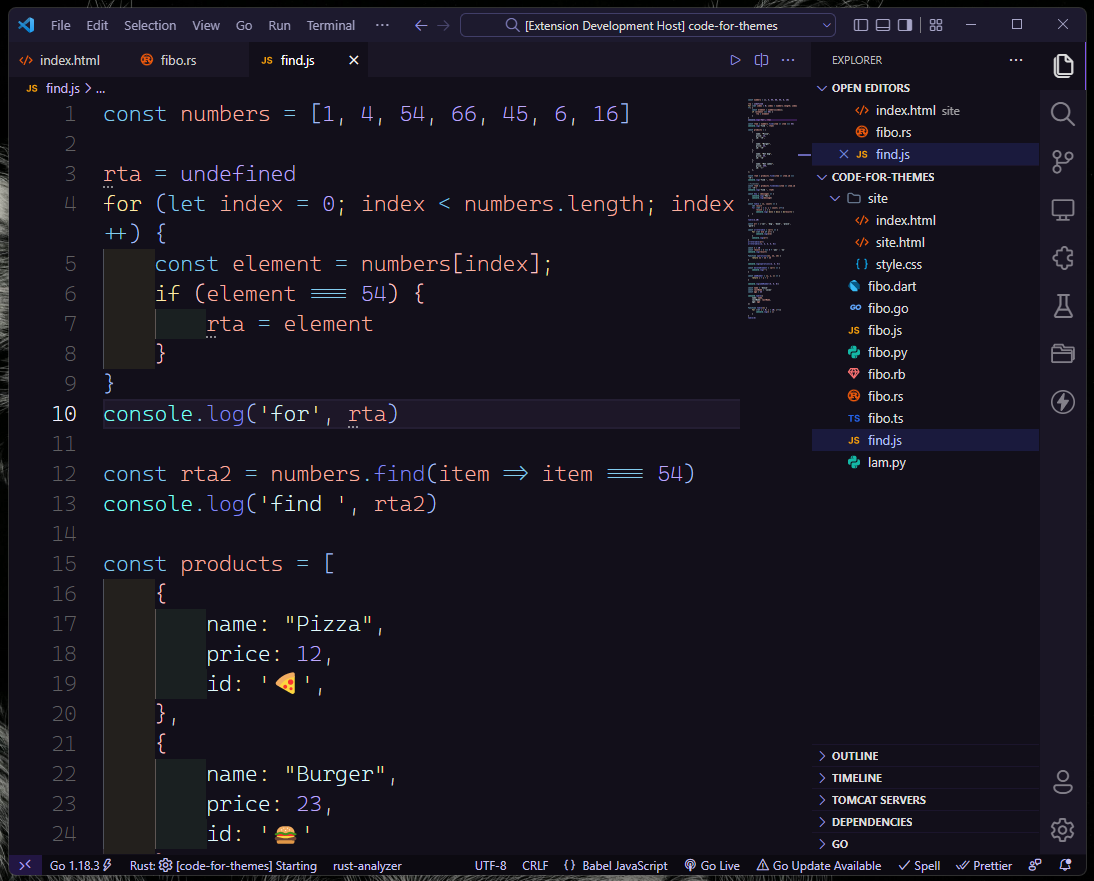 File Edit Selection View Go Run Terminal ··· [Extension Development Host] code-for-themes
index.html fibo.rs JS find.js
JS find.js > ...
1 const numbers = [1, 4, 54, 66, 45, 6, 16]
2
3 rta = undefined
4 for (let index = 0; index < numbers.length; index
++) {
5 const element = numbers[index];
6 if (element === 54) {
7 rta = element
8 }
9 }
10 console.log('for', rta)
11
12 const rta2 = numbers.find(item => item === 54)
13 console.log('find ', rta2)
14
15 const products = [
16 {
17 name: "Pizza",
18 price: 12,
19 id: '🍕',
20 },
21 {
22 name: "Burger",
23 price: 23,
24 id: '🍔'
EXPLORER ···
OPEN EDITORS
index.html site
fibo.rs
JS find.js
CODE-FOR-THEMES
site
index.html
site.html
{ } style.css
fibo.dart
GO fibo.go
JS fibo.js
fibo.py
fibo.rb
fibo.rs
TS fibo.ts
JS find.js
lam.py
OUTLINE
TIMELINE
TOMCAT SERVERS
DEPENDENCIES
GO
Go 1.18.3 Rust: [code-for-themes] Starting rust-analyzer UTF-8 CRLF { } Babel JavaScript Go Live Go Update Available Spell Prettier